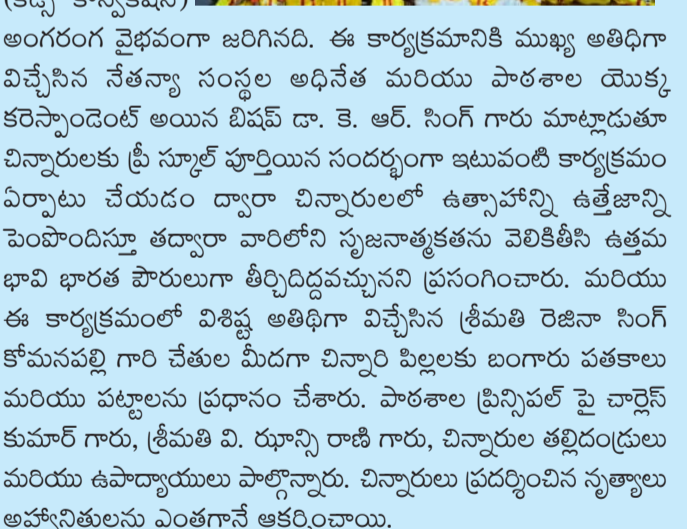 (కిడ్స్ కాన్వకేషన్)
అంగరంగ వైభవంగా జరిగినది. ఈ కార్యక్రమానికి ముఖ్య అతిధిగా
విచ్చేసిన నేతన్యా సంస్థల అధినేత మరియు పాఠశాల యొక్క
కరెస్పాండెంట్ అయిన బిషప్ డా. కె. ఆర్. సింగ్ గారు మాట్లాడుతూ
చిన్నారులకు ప్రీ స్కూల్ పూర్తియిన సందర్భంగా ఇటువంటి కార్యక్రమం
ఏర్పాటు చేయడం ద్వారా చిన్నారులలో ఉత్సాహాన్ని ఉత్తేజాన్ని
పెంపొందిస్తూ తద్వారా వారిలోని సృజనాత్మకతను వెలికితీసి ఉత్తమ
భావి భారత పౌరులుగా తీర్చిదిద్దవచ్చునని ప్రసంగించారు. మరియు
ఈ కార్యక్రమంలో విశిష్ట అతిథిగా విచ్చేసిన శ్రీమతి రెజినా సింగ్
కోమనపల్లి గారి చేతుల మీదగా చిన్నారి పిల్లలకు బంగారు పతకాలు
మరియు పట్టాలను ప్రధానం చేశారు. పాఠశాల ప్రిన్సిపల్ పై చార్లెస్
కుమార్ గారు, శ్రీమతి వి. ఝాన్సి రాణి గారు, చిన్నారుల తల్లిదండ్రులు
మరియు ఉపాద్యాయులు పాల్గొన్నారు. చిన్నారులు ప్రదర్శించిన నృత్యాలు
అహ్వానితులను ఎంతగానే ఆకర్షించాయి.